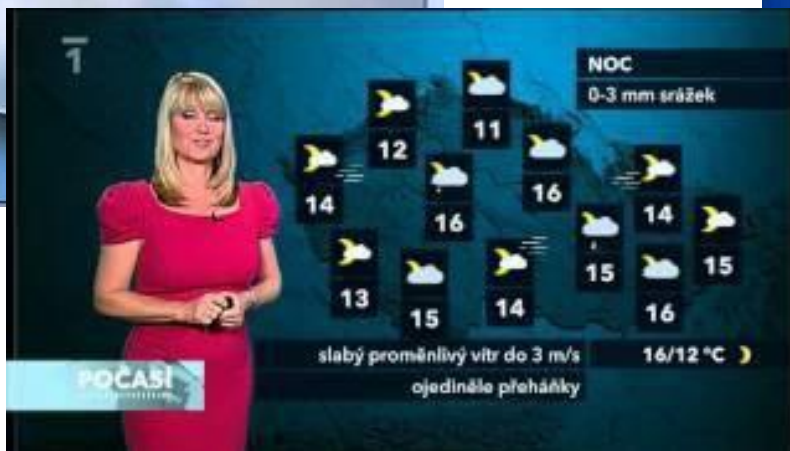 1
NOC
0-3 mm srážek
11
12
16
14
16
14
15
13
15
14
15
16
slabý proměnlivý vítr do 3 m/s
16/12 °C
ojediněle přeháňky
POČASÍ